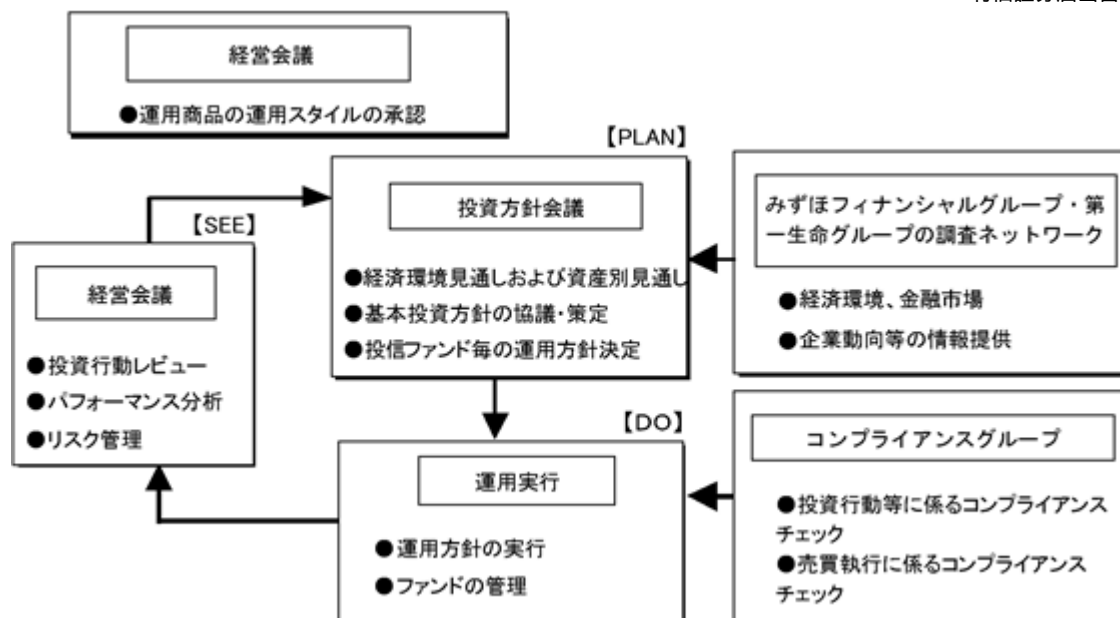 経営会議
●運用商品の運用スタイルの承認
【PLAN】
投資方針会議
●経済環境見通しおよび資産別見通し
●基本投資方針の協議・策定
●投信ファンド毎の運用方針決定
みずほフィナンシャルグループ・第
一生命グループの調査ネットワーク
●経済環境、金融市場
●企業動向等の情報提供
【SEE】
経営会議
●投資行動レビュー
●パフォーマンス分析
●リスク管理
【DO】
運用実行
●運用方針の実行
●ファンドの管理
コンプライアンスグループ
●投資行動等に係るコンプライアンス
チェック
●売買執行に係るコンプライアンス
チェック